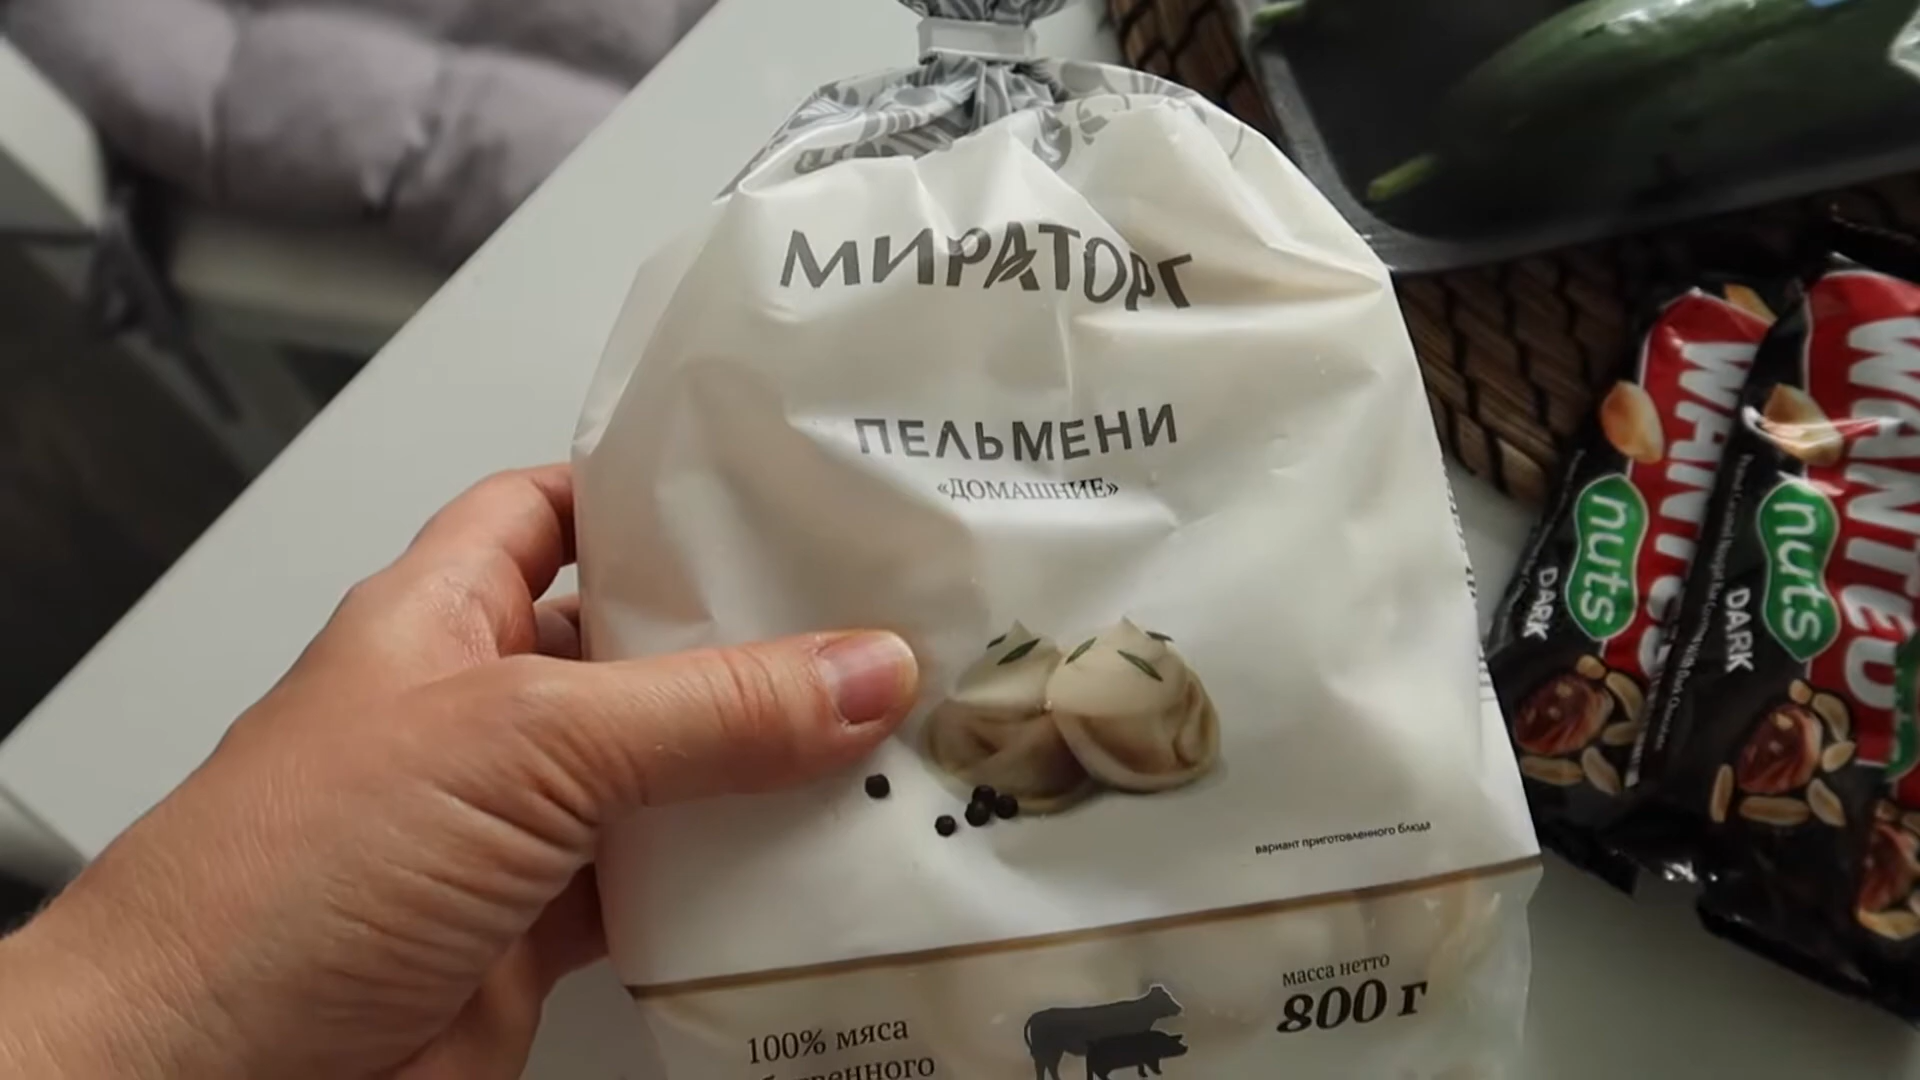 МИРАТОРГ
ПЕЛЬМЕНИ
«ДОМАШНИЕ»
вариант приготовленного блюда
масса нетто
800 г
100% мяса
WANTED
nuts
DARK
WANTED
nuts
DARK